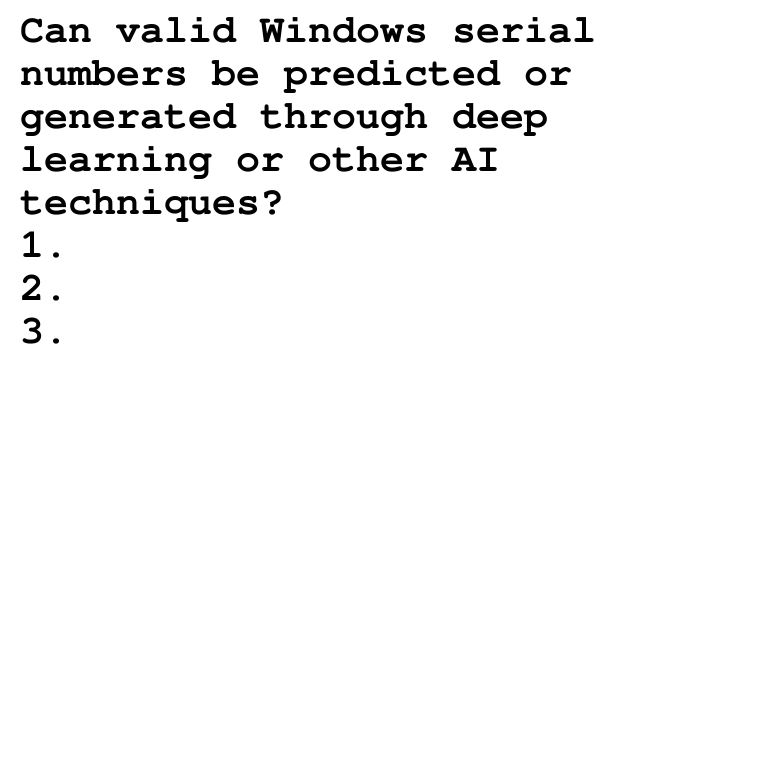 Can valid Windows serial
numbers be predicted or
generated through deep
learning or other AI
techniques?
1.
2.
3.